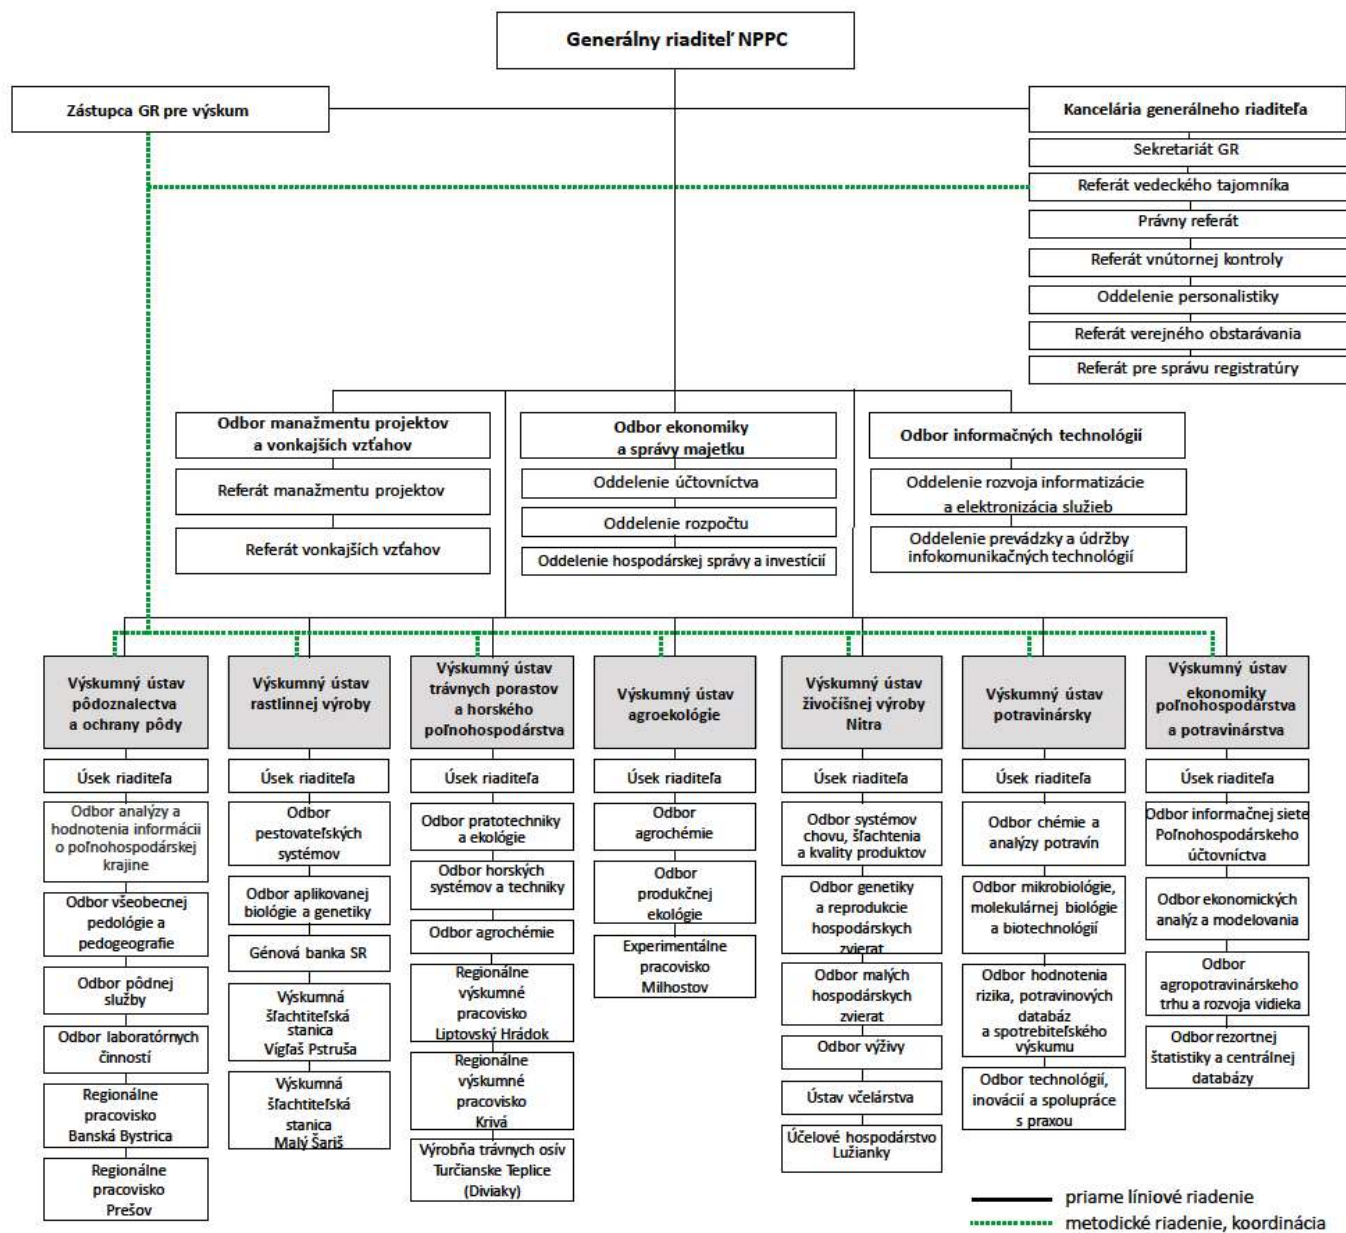 Generálny riaditeľ NPPC
Zástupca GR pre výskum
Kancelária generálneho riaditeľa
Sekretariát GR
Referát vedeckého tajomníka
Právny referát
Referát vnútornej kontroly
Oddelenie personalistiky
Referát verejného obstarávania
Referát pre správu registratúry
Odbor manažmentu projektov
a vonkajších vzťahov
Referát manažmentu projektov
Referát vonkajších vzťahov
Odbor ekonomiky
a správy majetku
Oddelenie účtovníctva
Oddelenie rozpočtu
Oddelenie hospodárskej správy a investícií
Odbor informačných technológií
Oddelenie rozvoja informatizácie
a elektronizácia služieb
Oddelenie prevádzky a údržby
infokomunikačných technológií
Výskumný ústav
pôdoznalectva
a ochrany pôdy
Úsek riaditeľa
Odbor analýzy a
hodnotenia informácii
o poľnohospodárskej
krajine
Odbor všeobecnej
pedológie a
pedogeografie
Odbor pôdnej
služby
Odbor laboratórnych
činností
Regionálne
pracovisko
Banská Bystrica
Regionálne
pracovisko
Prešov
Výskumný ústav
rastlinnej výroby
Úsek riaditeľa
Odbor
pestovateľských
systémov
Odbor aplikovanej
biológie a genetiky
Génová banka SR
Výskumná
šľachtiteľská
stanica
Vígľaš Pstruša
Výskumná
šľachtiteľská
stanica
Malý Šariš
Výskumný ústav
trávnych porastov
a horského
poľnohospodárstva
Úsek riaditeľa
Odbor pratotechniky
a ekológie
Odbor horských
systémov a techniky
Odbor agrochémie
Regionálne
výskumné
pracovisko
Liptovský Hrádok
Regionálne
výskumné
pracovisko
Krivá
Výrobňa trávnych osív
Turčianske Teplice
(Diviaky)
Výskumný ústav
agroekológie
Úsek riaditeľa
Odbor
agrochémie
Odbor
produkčnej
ekológie
Experimentálne
pracovisko
Milhostov
Výskumný ústav
živočíšnej výroby
Nitra
Úsek riaditeľa
Odbor systémov
chovu, šľachtenia
a kvality produktov
Odbor genetiky
a reprodukcie
hospodárskych
zvierat
Odbor malých
hospodárskych
zvierat
Odbor výživy
Ústav včelárstva
Účelové hospodárstvo
Lužianky
Výskumný ústav
potravinársky
Úsek riaditeľa
Odbor chémie a
analýzy potravín
Odbor mikrobiológie,
molekulárnej biológie
a biotechnológií
Odbor hodnotenia
rizika, potravinových
databáz
a spotrebiteľského
výskumu
Odbor technológií,
inovácií a spolupráce
s praxou
Výskumný ústav
ekonomiky
poľnohospodárstva
a potravinárstva
Úsek riaditeľa
Odbor informačnej siete
Poľnohospodárskeho
účtovníctva
Odbor ekonomických
analýz a modelovania
Odbor
agropotravinárskeho
trhu a rozvoja vidieka
Odbor rezortnej
štatistiky a centrálnej
databázy
priame líniové riadenie
metodické riadenie, koordinácia